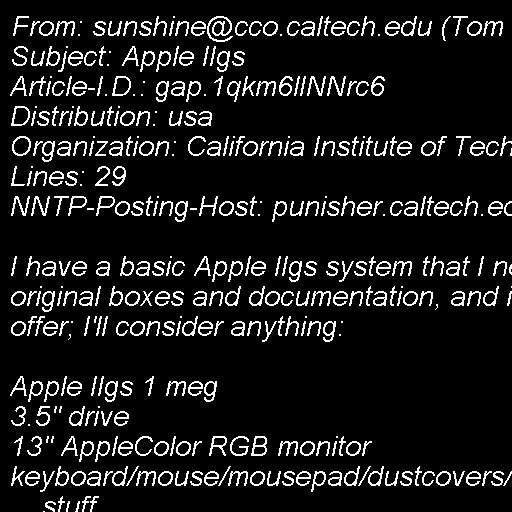 From: sunshine@cco.caltech.edu (Tom
Subject: Apple IIgs
Article-I.D.: gap.1qkm6lINNrc6
Distribution: usa
Organization: California Institute of Tech
Lines: 29
NNTP-Posting-Host: punisher.caltech.ed
I have a basic Apple IIgs system that I ne
original boxes and documentation, and i
offer; I'll consider anything:
Apple IIgs 1 meg
3.5" drive
13" AppleColor RGB monitor
keyboard/mouse/mousepad/dustcovers/
stuff